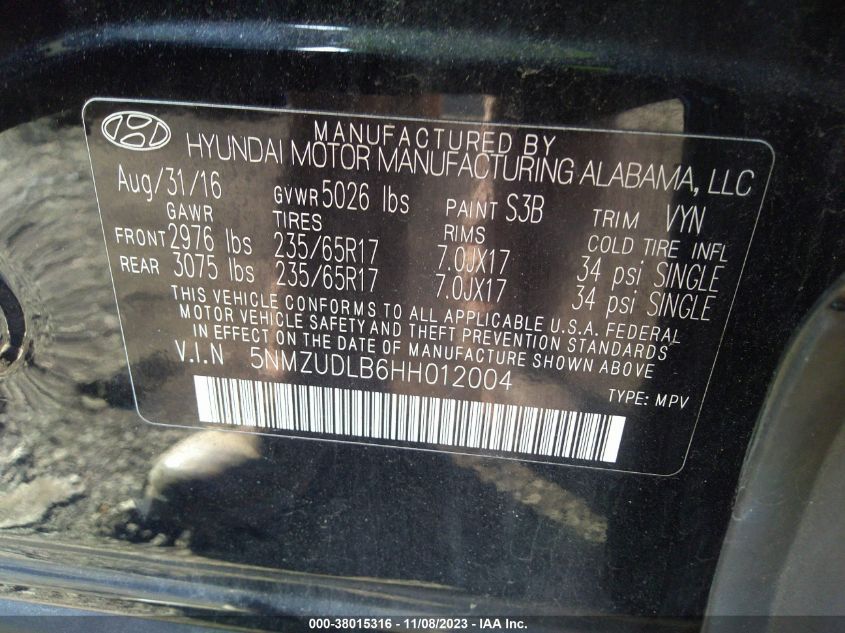 MANUFACTURED BY
HYUNDAI MOTOR MANUFACTURING ALABAMA, LLC
Aug/31/16 GVWR 5026 lbs PAINT S3B TRIM VYN
GAWR TIRES RIMS COLD TIRE INFL
FRONT 2976 lbs 235/65R17 7.0JX17 34 psi SINGLE
REAR 3075 lbs 235/65R17 7.0JX17 34 psi SINGLE
THIS VEHICLE CONFORMS TO ALL APPLICABLE U.S.A. FEDERAL
MOTOR VEHICLE SAFETY AND THEFT PREVENTION STANDARDS
IN EFFECT ON THE DATE OF MANUFACTURE SHOWN ABOVE
V.I.N 5NMZUDLB6HH012004
TYPE: MPV
000-38015316 - 11/08/2023 - © IAA Inc.